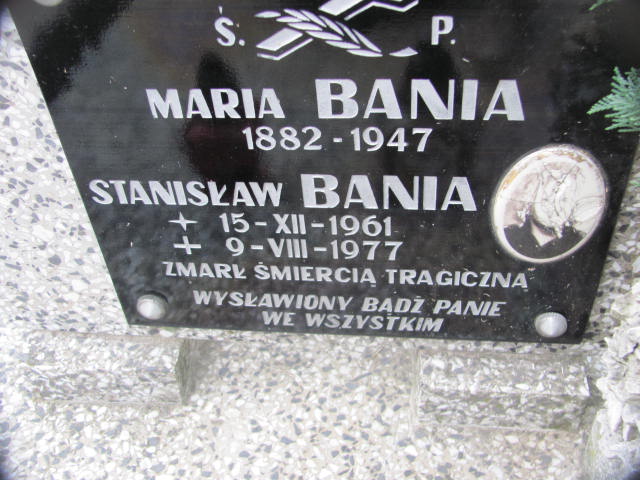 Ś. P.
MARIA BANIA
1882 - 1947
STANISŁAW BANIA
15-XII-1961
9-VIII-1977
ZMARŁ ŚMIERCIĄ TRAGICZNĄ
WYSŁAWIONY BĄDŹ PANIE
WE WSZYSTKIM